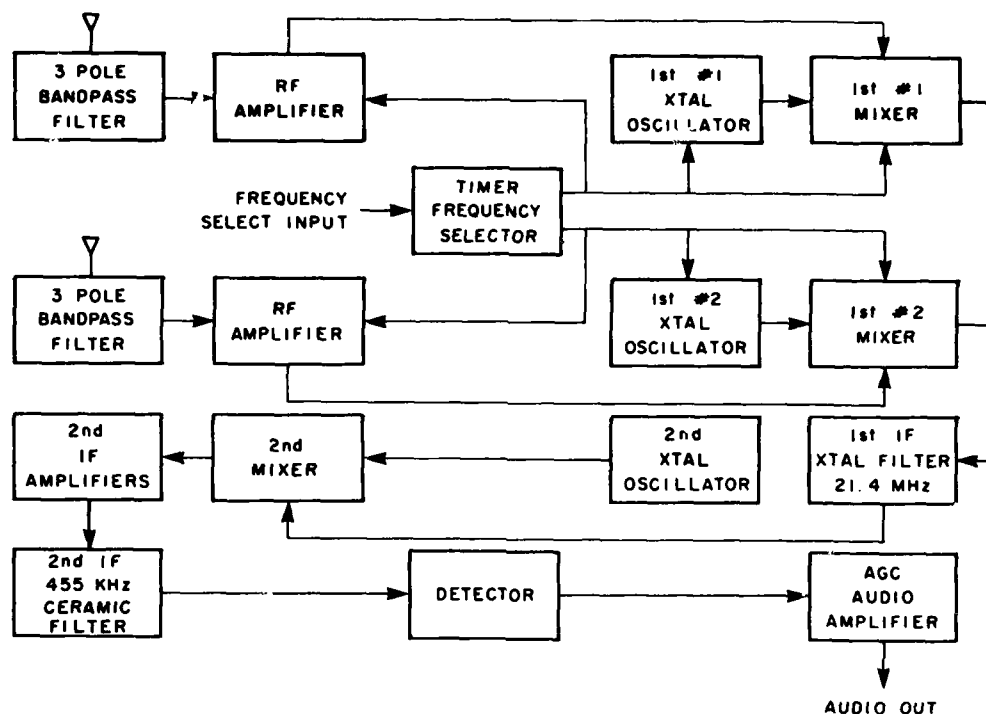 3 POLE
BANDPASS
FILTER
RF
AMPLIFIER
1st #1
XTAL
OSCILLATOR
1st #1
MIXER
FREQUENCY
SELECT INPUT
TIMER
FREQUENCY
SELECTOR
3 POLE
BANDPASS
FILTER
RF
AMPLIFIER
1st #2
XTAL
OSCILLATOR
1st #2
MIXER
2nd
IF
AMPLIFIERS
2nd
MIXER
2nd
XTAL
OSCILLATOR
1st IF
XTAL FILTER
21.4 MHz
2nd IF
455 KHz
CERAMIC
FILTER
DETECTOR
AGC
AUDIO
AMPLIFIER
AUDIO OUT